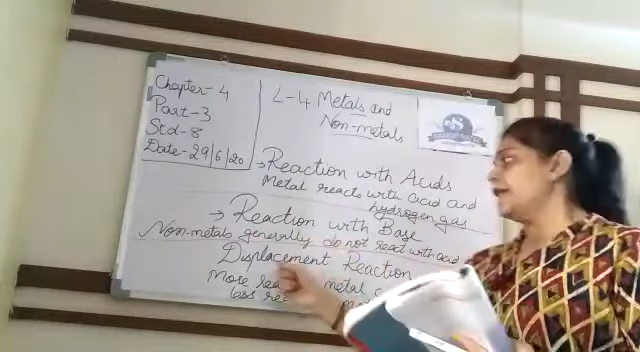 Chapter-4
Part-3
Std-8
Date-29/6/20
L-4 Metals and
Non-metals
→Reaction with Acids
Metal reacts with acid and
hydrogen gas
→ Reaction with Base
Non-metals generally do not react with acid
Displacement Reaction
More metal
less